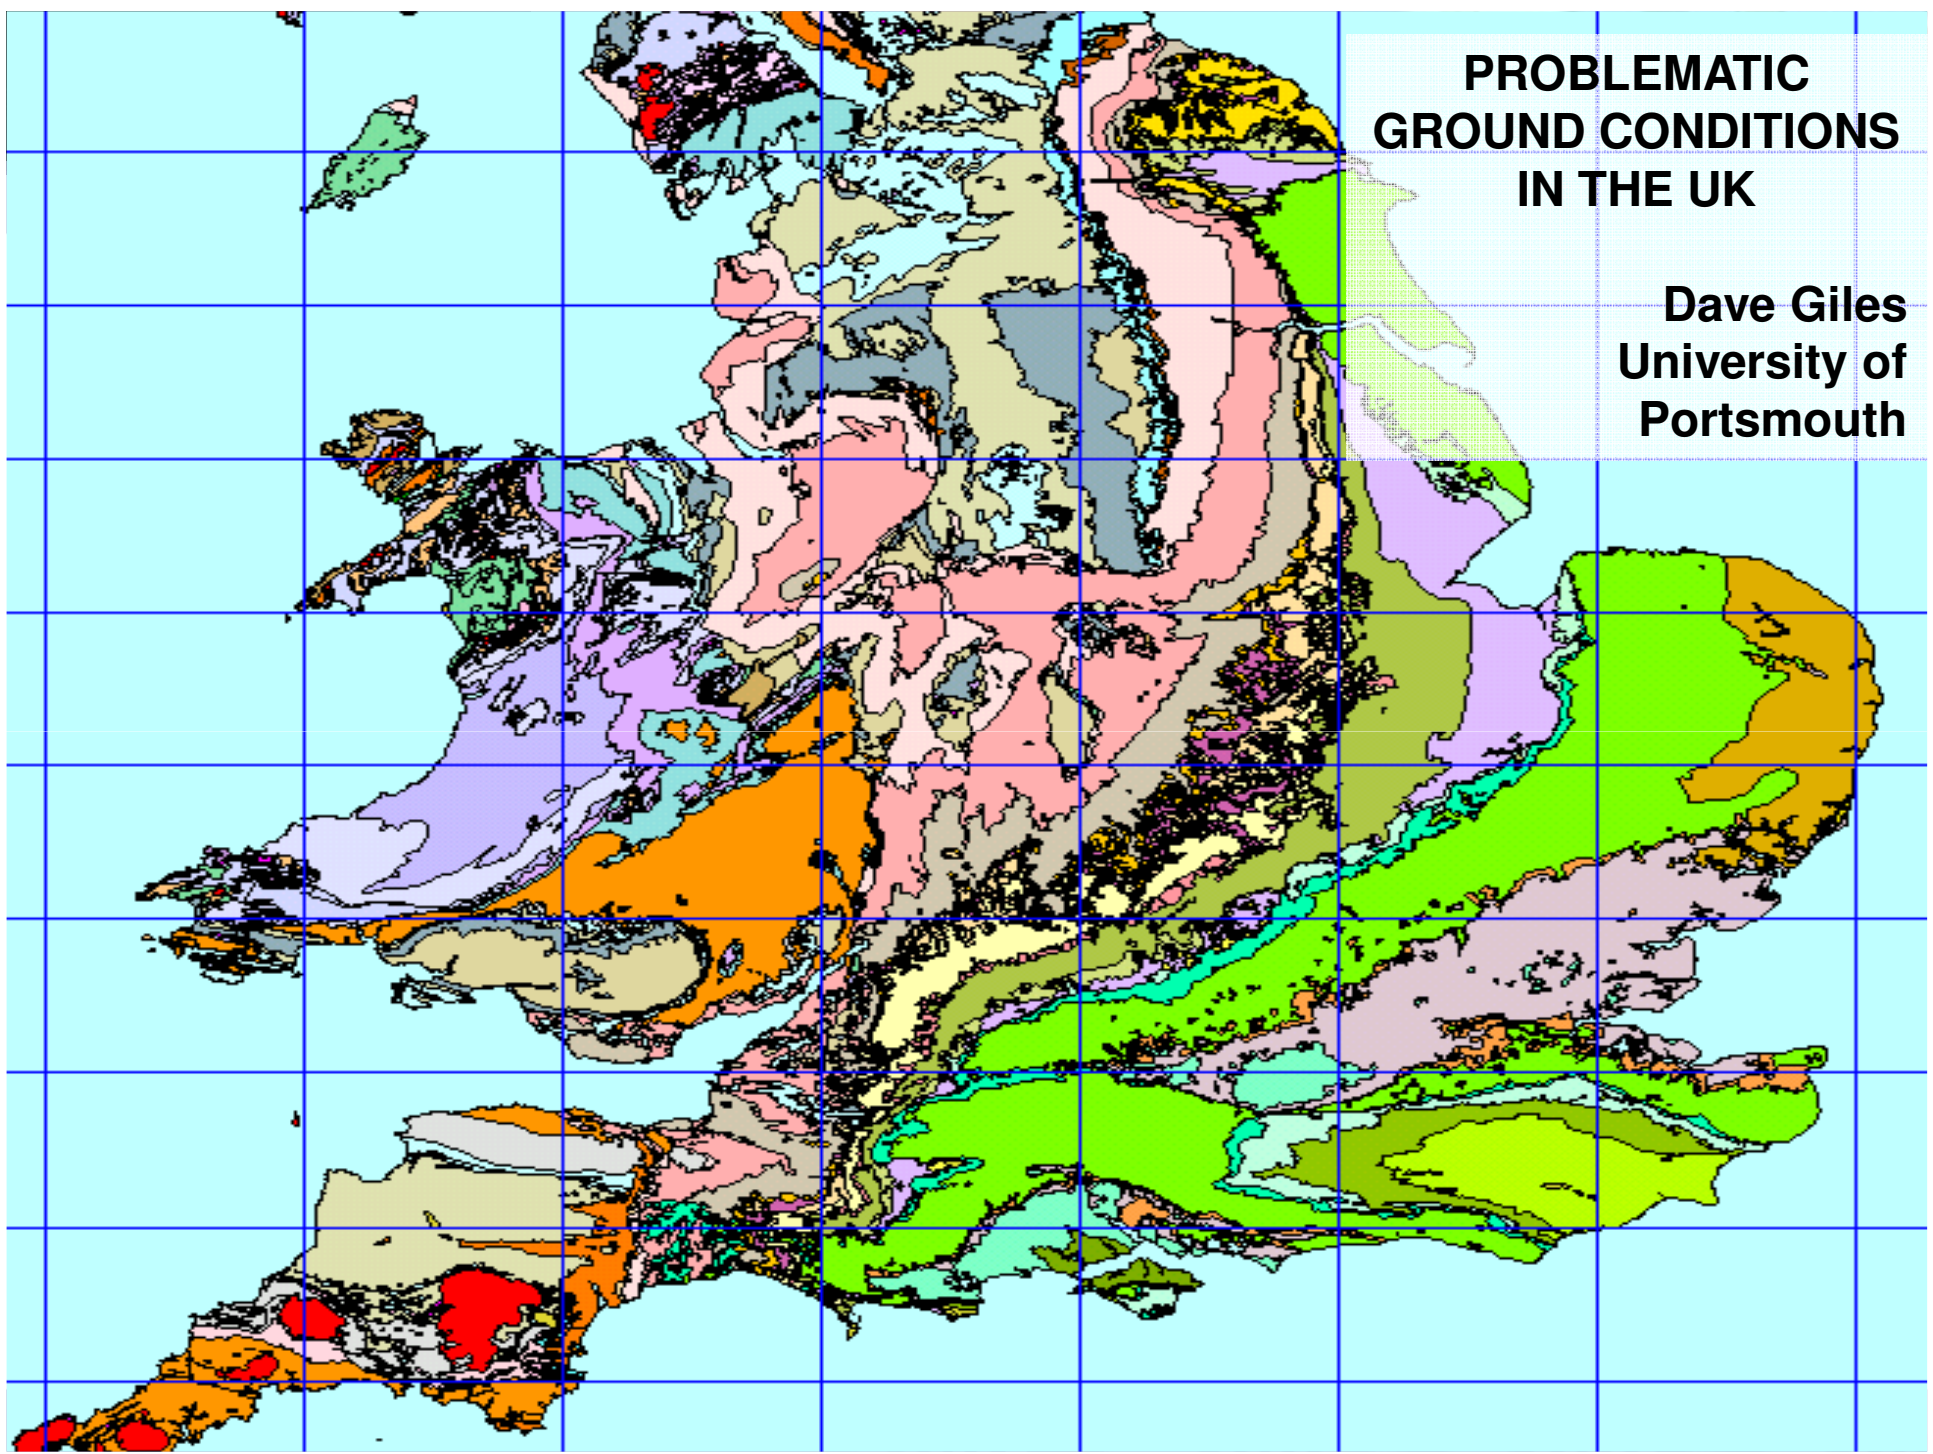 PROBLEMATIC
GROUND CONDITIONS
IN THE UK
Dave Giles
University of
Portsmouth